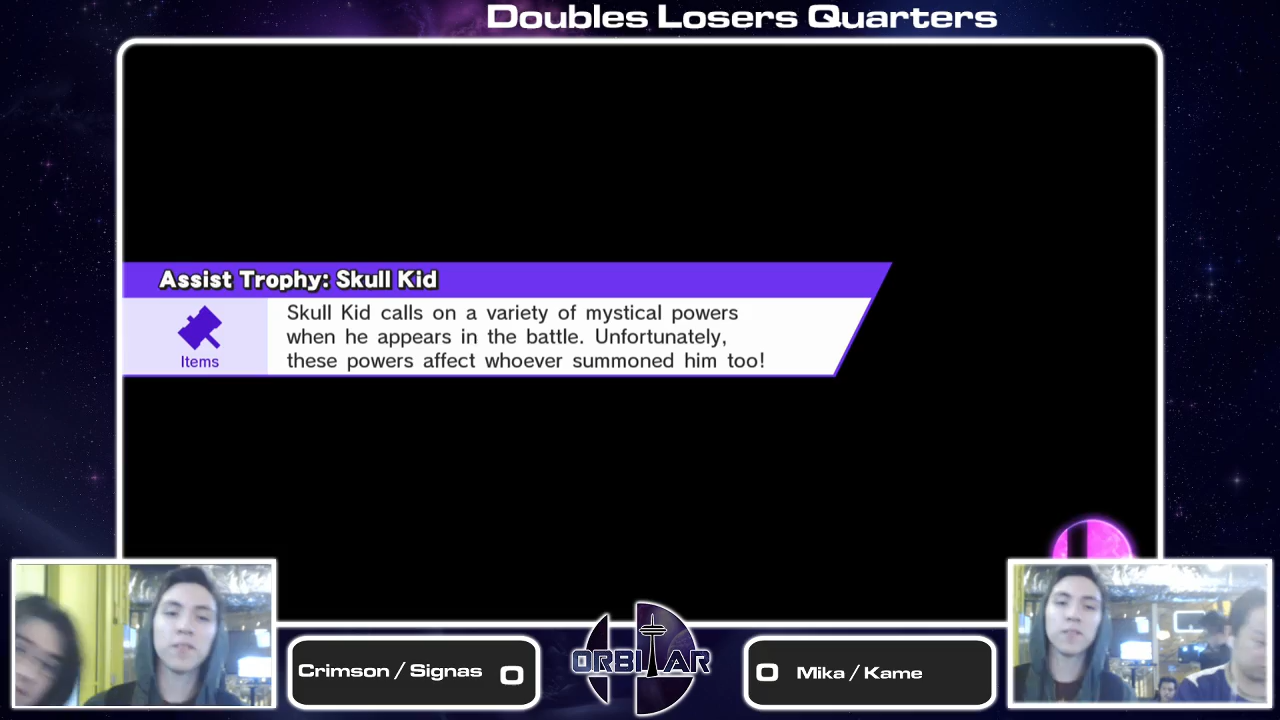 Doubles Losers Quarters
Assist Trophy: Skull Kid
Skull Kid calls on a variety of mystical powers
when he appears in the battle. Unfortunately,
these powers affect whoever summoned him too!
Items
Crimson / Signas 0
ORBITAR
0 Mika / Kame